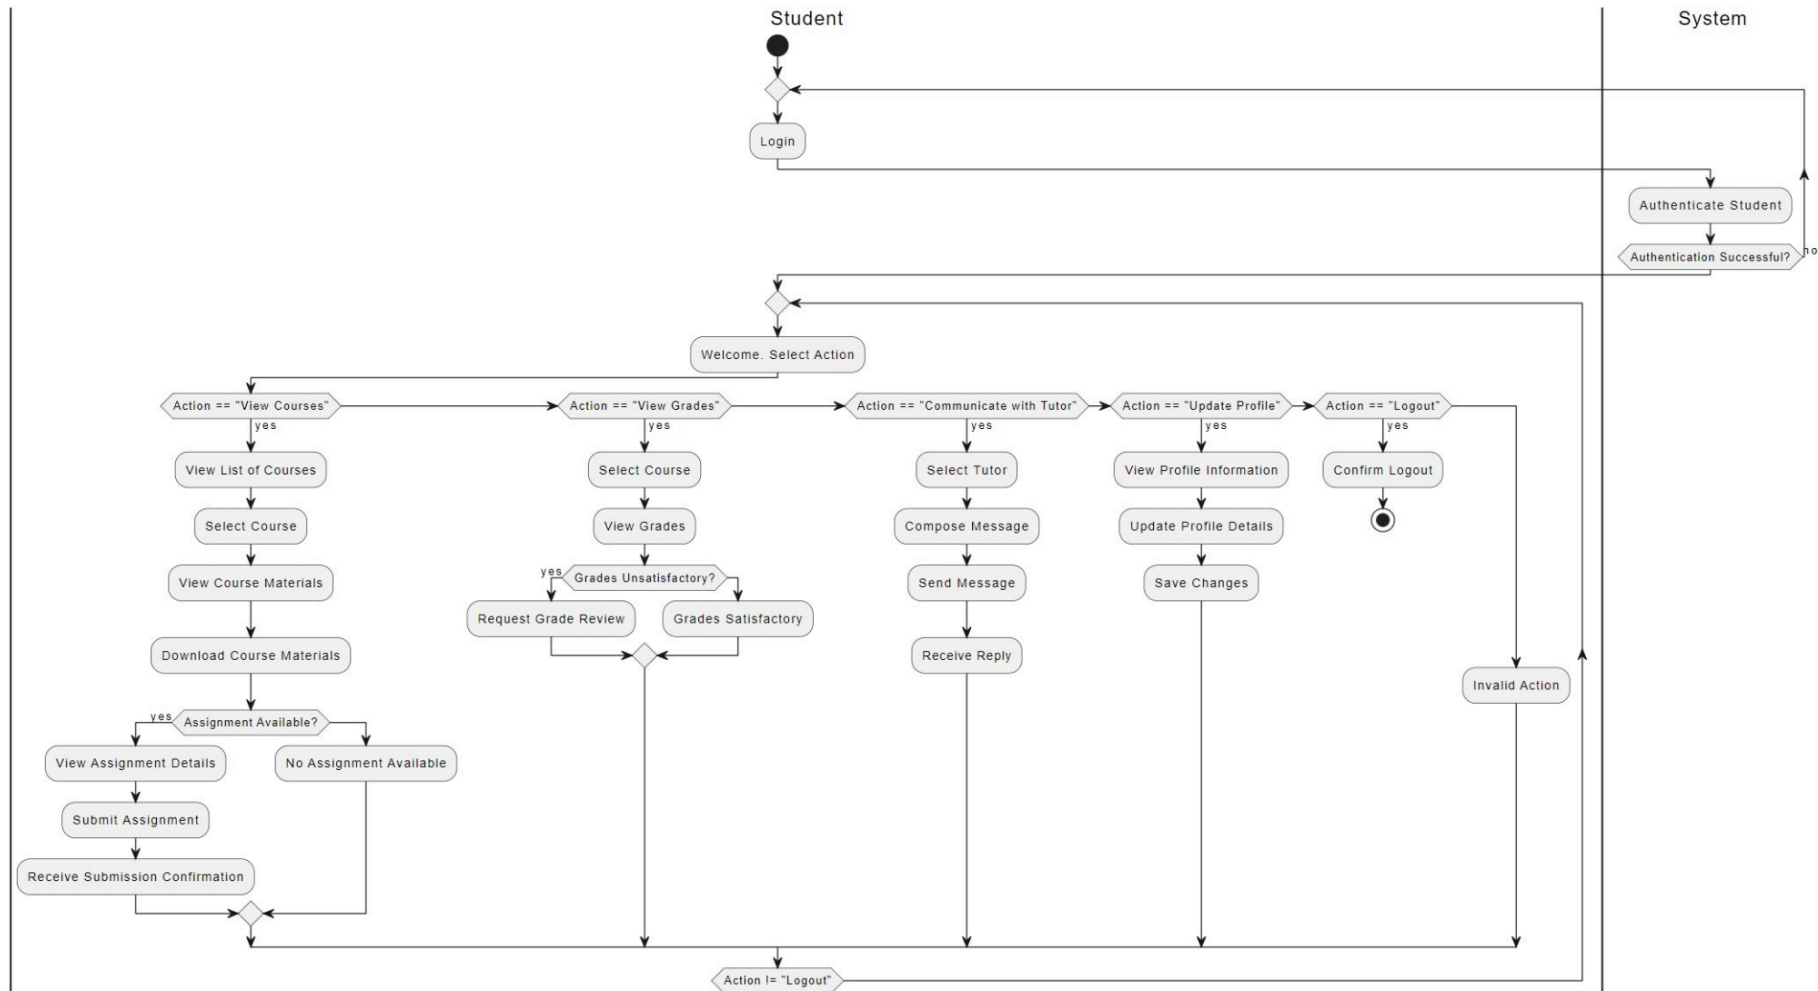 Student
System
Login
Authenticate Student
Authentication Successful?
no
Welcome. Select Action
Action == "View Courses"
Action == "View Grades"
Action == "Communicate with Tutor"
Action == "Update Profile"
Action == "Logout"
yes
yes
yes
yes
yes
View List of Courses
Select Course
Select Tutor
View Profile Information
Confirm Logout
Select Course
View Grades
Compose Message
Update Profile Details
View Course Materials
yes
Grades Unsatisfactory?
Send Message
Save Changes
Request Grade Review
Grades Satisfactory
Download Course Materials
Receive Reply
Invalid Action
yes
Assignment Available?
View Assignment Details
No Assignment Available
Submit Assignment
Receive Submission Confirmation
Action != "Logout"